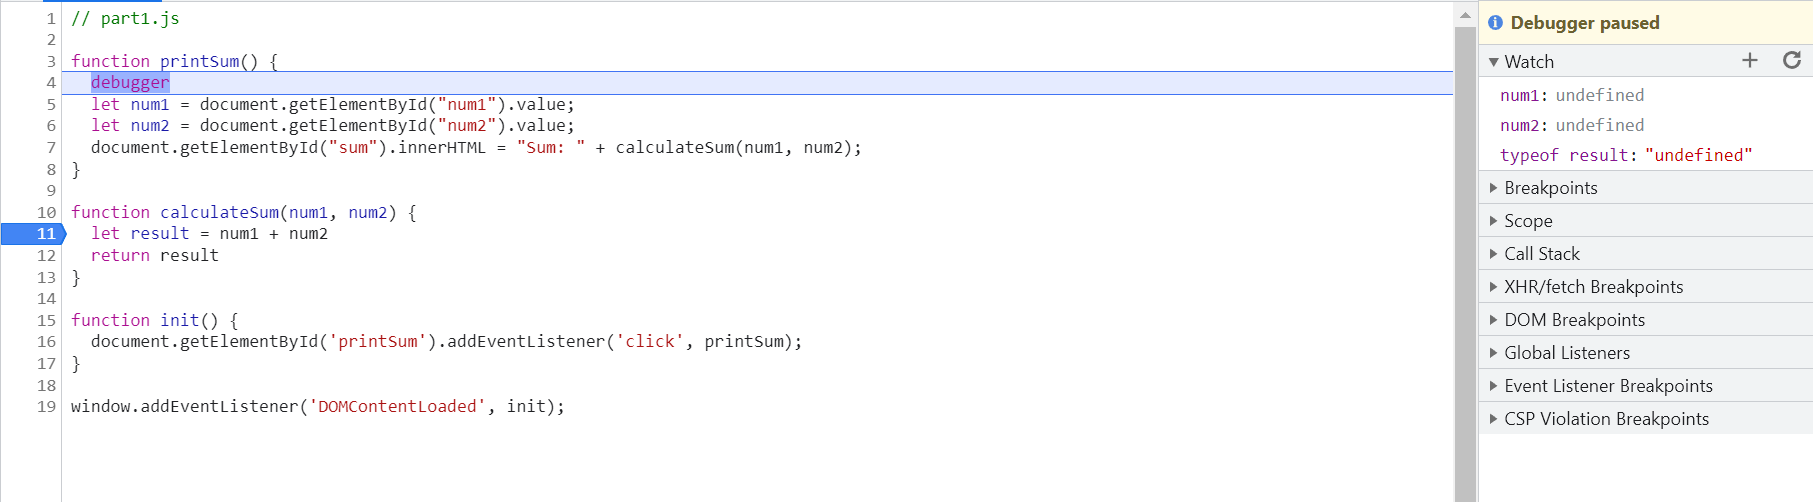 1 // part1.js
2
3 function printSum() {
4   debugger
5   let num1 = document.getElementById("num1").value;
6   let num2 = document.getElementById("num2").value;
7   document.getElementById("sum").innerHTML = "Sum: " + calculateSum(num1, num2);
8 }
9
10 function calculateSum(num1, num2) {
11   let result = num1 + num2
12   return result
13 }
14
15 function init() {
16   document.getElementById('printSum').addEventListener('click', printSum);
17 }
18
19 window.addEventListener('DOMContentLoaded', init);
Debugger paused
Watch
num1: undefined
num2: undefined
typeof result: "undefined"
Breakpoints
Scope
Call Stack
XHR/fetch Breakpoints
DOM Breakpoints
Global Listeners
Event Listener Breakpoints
CSP Violation Breakpoints